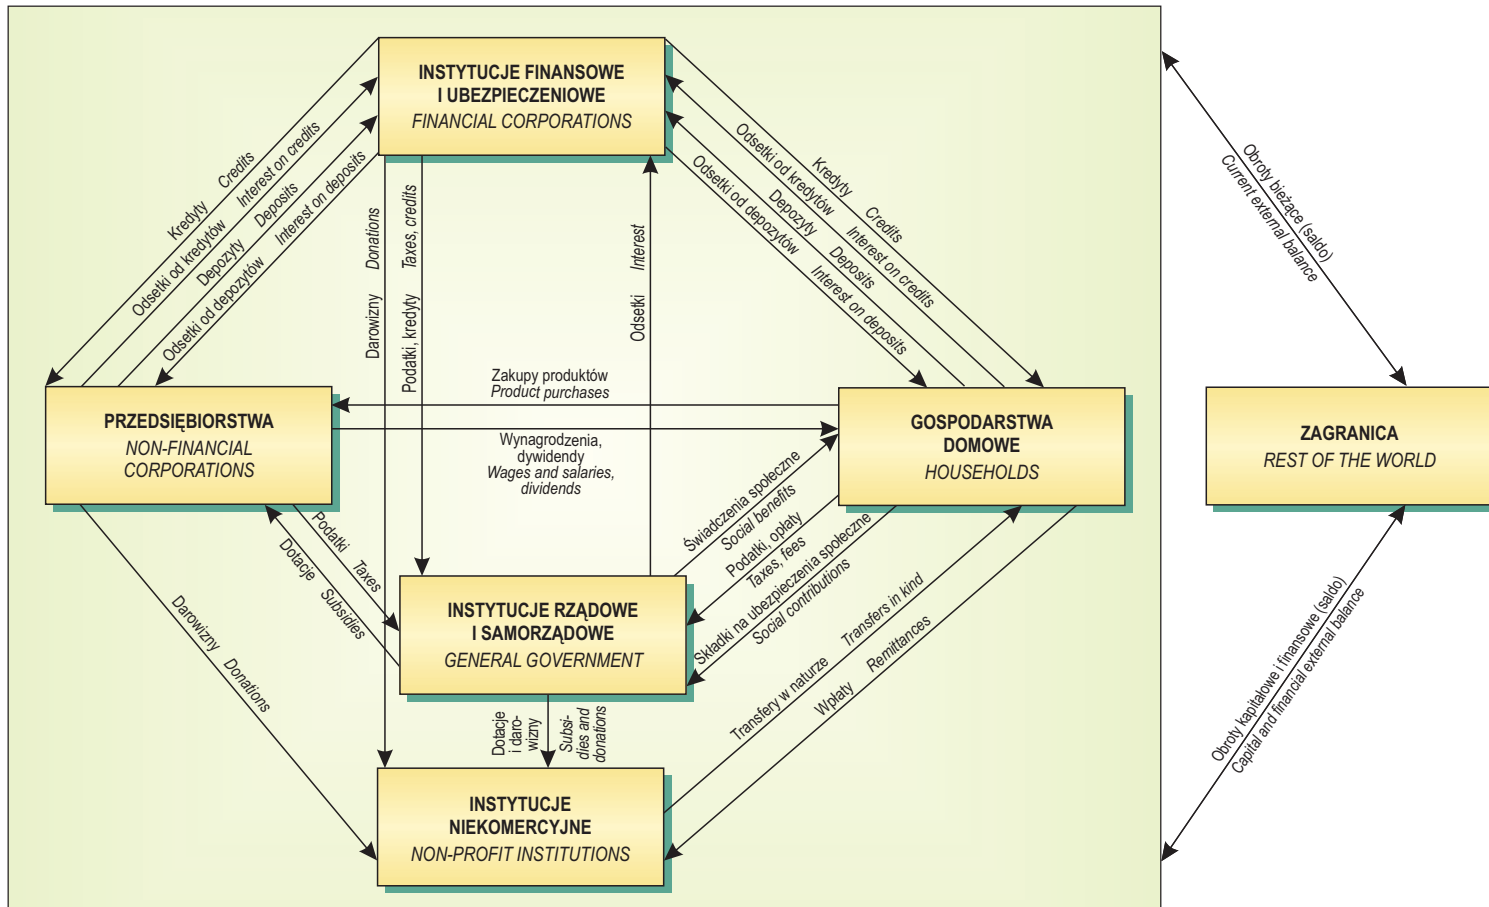 INSTYTUCJE FINANSOWE
I UBEZPIECZENIOWE
FINANCIAL CORPORATIONS
Kredyty Credits
Odsetki od kredytów Interest on credits
Depozyty Deposits
Odsetki od depozytów Interest on deposits
Darowizny Donations
Podatki, kredyty Taxes, credits
Odsetki Interest
Kredyty Credits
Odsetki od kredytów Interest on credits
Depozyty Deposits
Odsetki od depozytów Interest on deposits
Obroty bieżące (saldo)
Current external balance
PRZEDSIĘBIORSTWA
NON-FINANCIAL
CORPORATIONS
Zakupy produktów
Product purchases
Wynagrodzenia,
dywidendy
Wages and salaries,
dividends
GOSPODARSTWA
DOMOWE
HOUSEHOLDS
ZAGRANICA
REST OF THE WORLD
Podatki Taxes
Dotacje Subsidies
Darowizny Donations
Świadczenia społeczne
Social benefits
Podatki, opłaty
Taxes, fees
Składki na ubezpieczenia społeczne
Social contributions
Transfery w naturze Transfers in kind
Wpłaty Remittances
INSTYTUCJE RZĄDOWE
I SAMORZĄDOWE
GENERAL GOVERNMENT
Dotacje
i daro-
wizny
Subsi-
dies and
donations
INSTYTUCJE
NIEKOMERCYJNE
NON-PROFIT INSTITUTIONS
Obroty kapitałowe i finansowe (saldo)
Capital and financial external balance